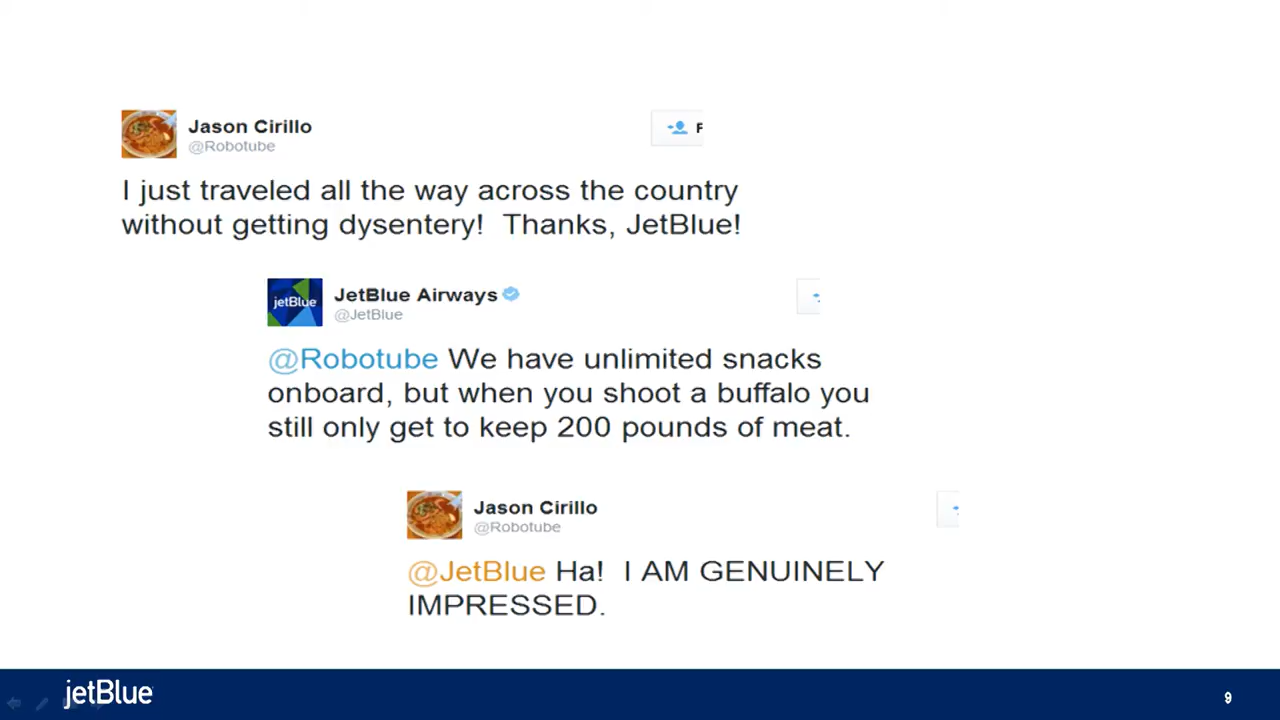 Jason Cirillo
@Robotube
F
I just traveled all the way across the country
without getting dysentery! Thanks, JetBlue!
jetBlue
JetBlue Airways
@JetBlue
@Robotube We have unlimited snacks
onboard, but when you shoot a buffalo you
still only get to keep 200 pounds of meat.
Jason Cirillo
@Robotube
@JetBlue Ha! I AM GENUINELY
IMPRESSED.
jetBlue
9